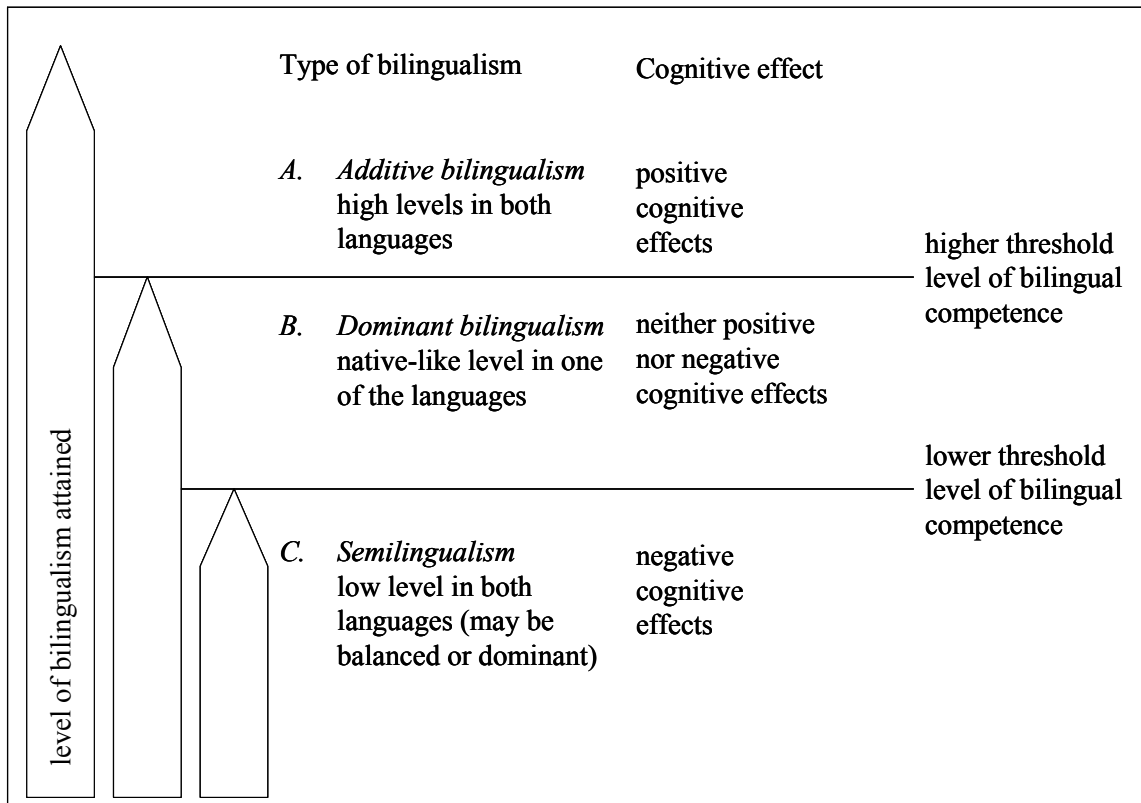 Type of bilingualism
Cognitive effect
A. Additive bilingualism
high levels in both
languages
positive
cognitive
effects
higher threshold
level of bilingual
competence
B. Dominant bilingualism
native-like level in one
of the languages
neither positive
nor negative
cognitive effects
lower threshold
level of bilingual
competence
C. Semilingualism
low level in both
languages (may be
balanced or dominant)
negative
cognitive
effects
level of bilingualism attained